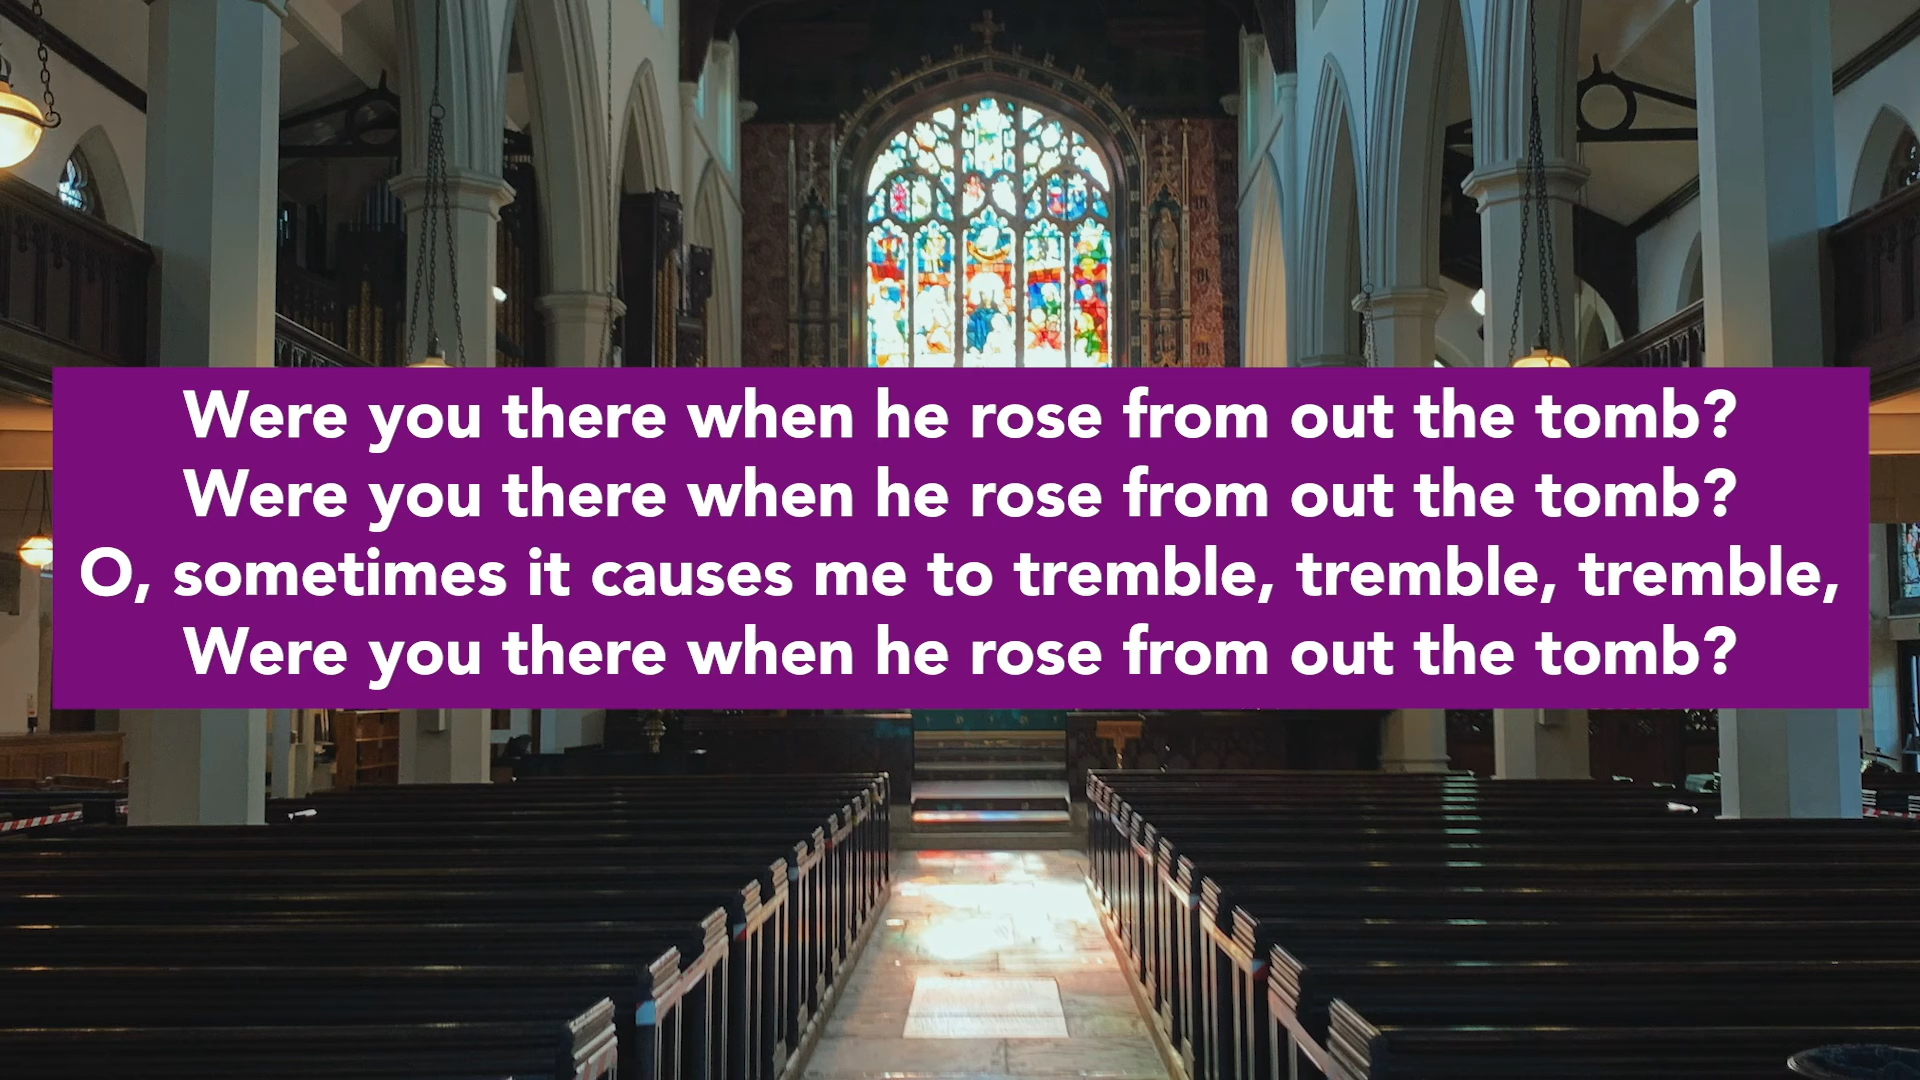 Were you there when he rose from out the tomb?
Were you there when he rose from out the tomb?
O, sometimes it causes me to tremble, tremble, tremble,
Were you there when he rose from out the tomb?